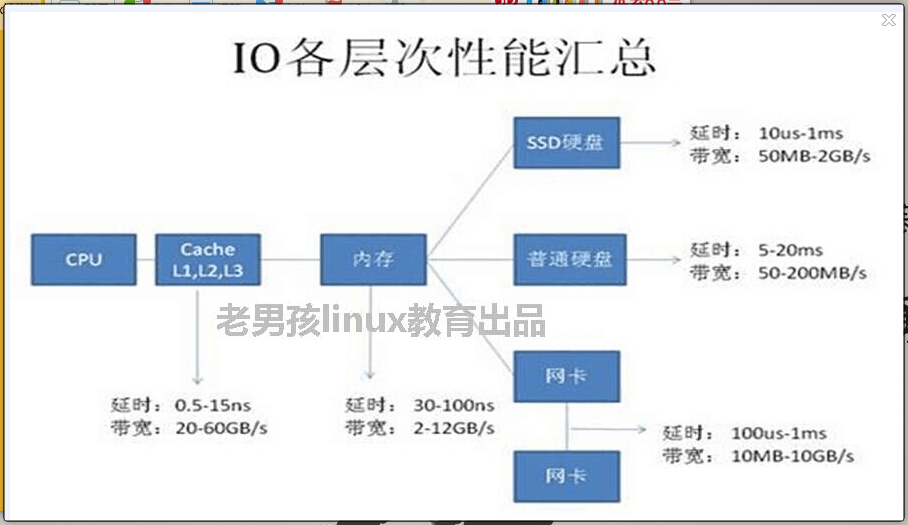 IO各层次性能汇总
SSD硬盘
延时： 10us-1ms
带宽： 50MB-2GB/s
CPU
Cache
L1,L2,L3
内存
普通硬盘
延时： 5-20ms
带宽： 50-200MB/s
老男孩linux教育出品
网卡
延时： 0.5-15ns
带宽： 20-60GB/s
延时： 30-100ns
带宽： 2-12GB/s
延时： 100us-1ms
带宽： 10MB-10GB/s
网卡